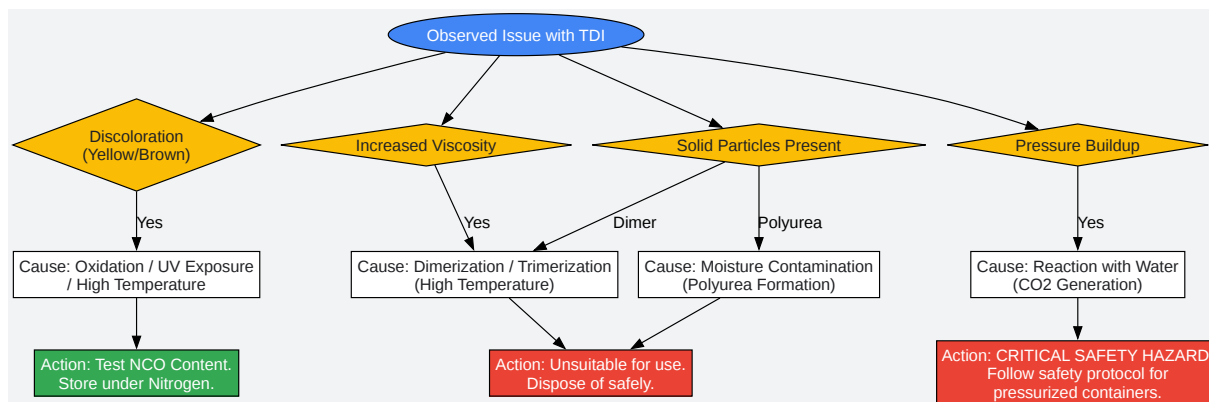 Observed Issue with TDI
Discoloration
(Yellow/Brown)
Increased Viscosity
Solid Particles Present
Pressure Buildup
Yes
Yes
Dimer
Polyurea
Yes
Cause: Oxidation / UV Exposure
/ High Temperature
Cause: Dimerization / Trimerization
(High Temperature)
Cause: Moisture Contamination
(Polyurea Formation)
Cause: Reaction with Water
(CO2 Generation)
Action: Test NCO Content.
Store under Nitrogen.
Action: Unsuitable for use.
Dispose of safely.
Action: CRITICAL SAFETY HAZARD
Follow safety protocol for
pressurized containers.